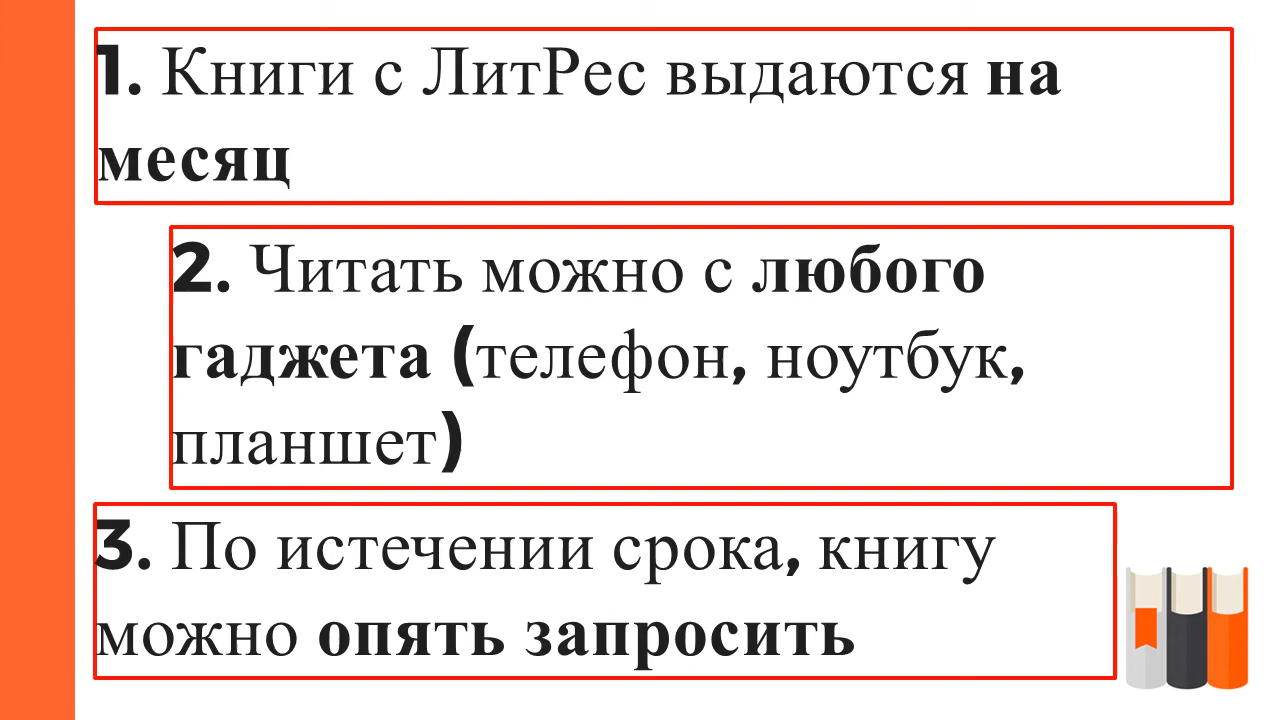 1. Книги с ЛитРес выдаются на
месяц
2. Читать можно с любого
гаджета (телефон, ноутбук,
планшет)
3. По истечении срока, книгу
можно опять запросить